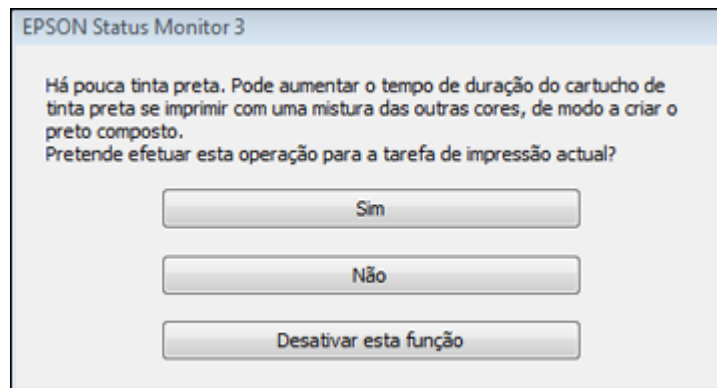 EPSON Status Monitor 3
Há pouca tinta preta. Pode aumentar o tempo de duração do cartucho de
tinta preta se imprimir com uma mistura das outras cores, de modo a criar o
preto composto.
Pretende efetuar esta operação para a tarefa de impressão actual?
Sim
Não
Desativar esta função